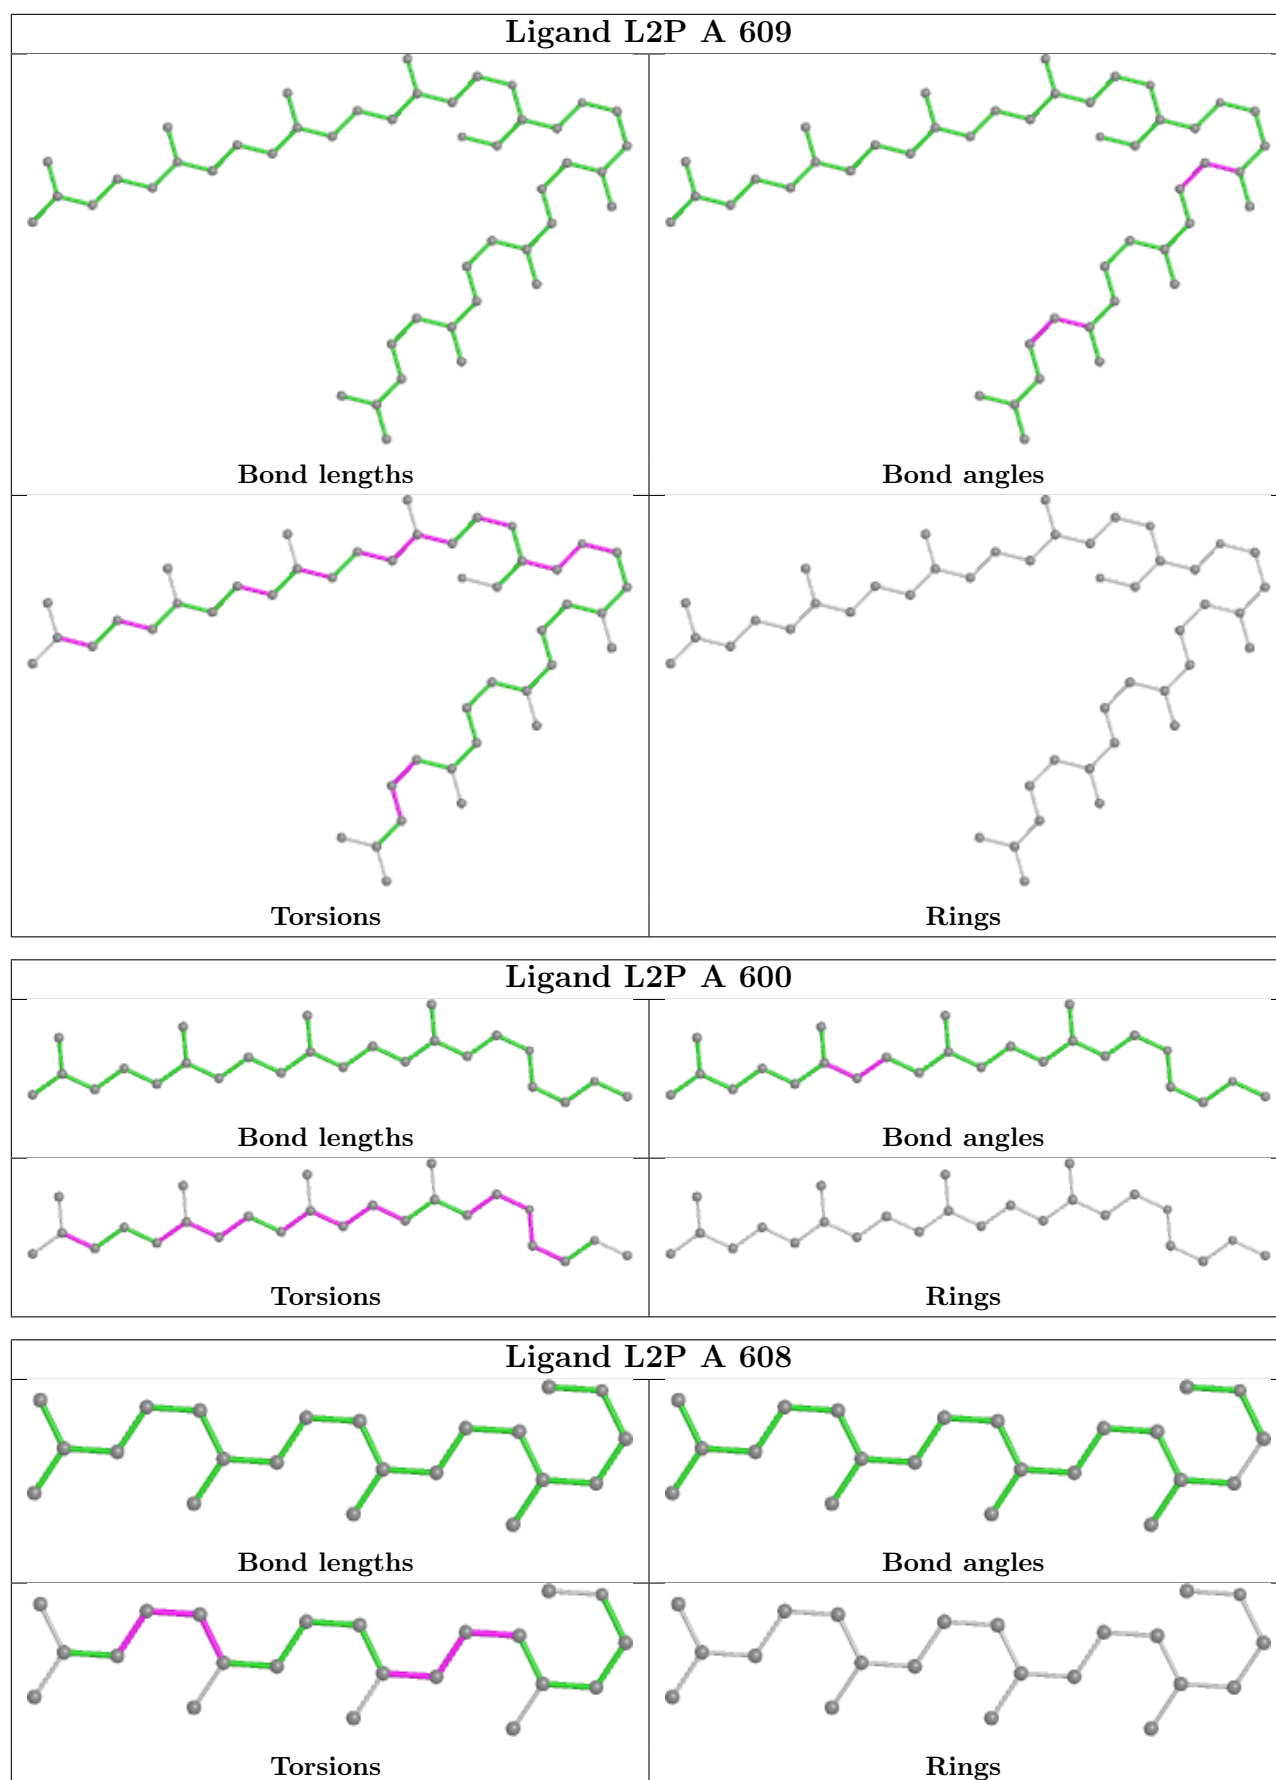 Ligand L2P A 609
Bond lengths
Bond angles
Torsions
Rings
Ligand L2P A 600
Bond lengths
Bond angles
Torsions
Rings
Ligand L2P A 608
Bond lengths
Bond angles
Torsions
Rings